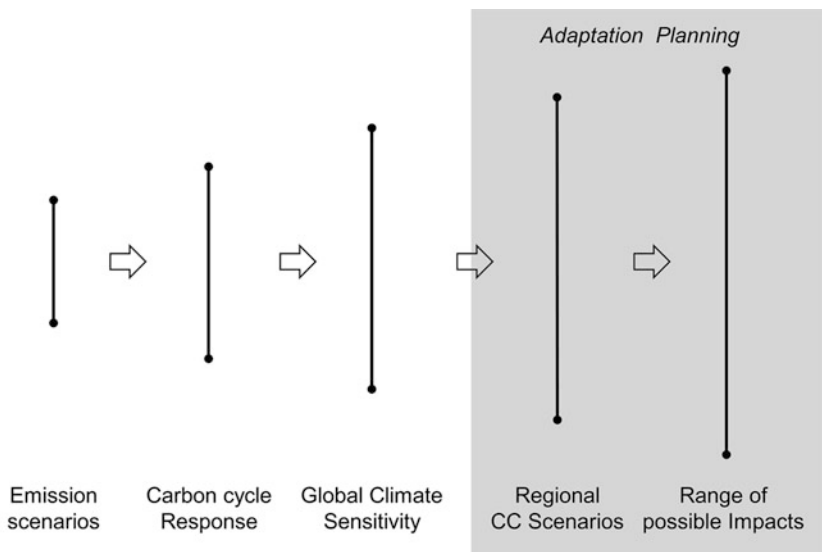 Adaptation Planning
Emission
scenarios
Carbon cycle
Response
Global Climate
Sensitivity
Regional
CC Scenarios
Range of
possible Impacts